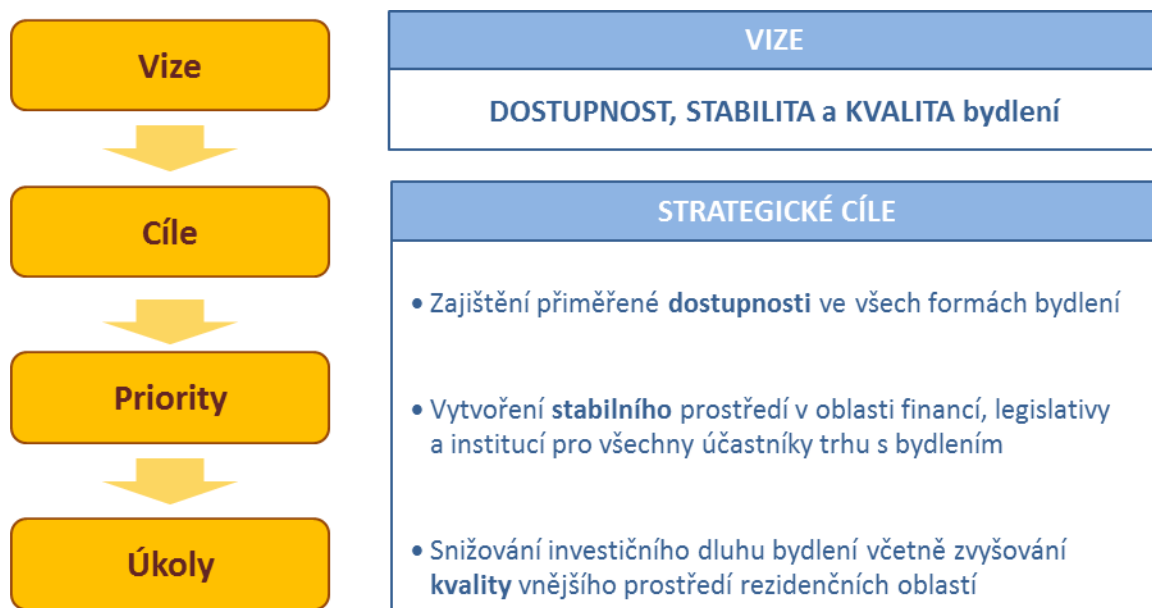 Vize
Cíle
Priority
Úkoly
VIZE
DOSTUPNOST, STABILITA a KVALITA bydlení
STRATEGICKÉ CÍLE
• Zajištění přiměřené dostupnosti ve všech formách bydlení
• Vytvoření stabilního prostředí v oblasti financí, legislativy
a institucí pro všechny účastníky trhu s bydlením
• Snižování investičního dluhu bydlení včetně zvyšování
kvality vnějšího prostředí rezidenčních oblastí